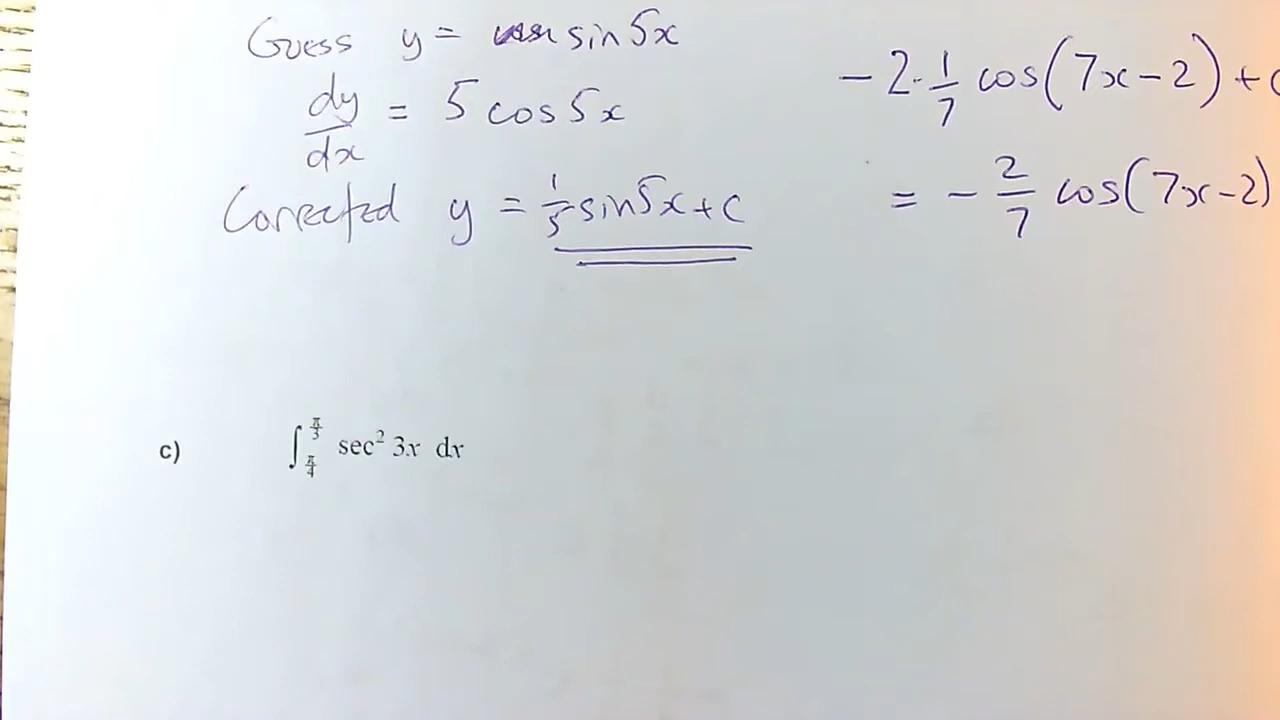 Guess y = sin 5x
dy/dx = 5 cos 5x
Corrected y = 1/5 sin 5x + c
- 2 · 1/7 cos(7x - 2) + c
= - 2/7 cos(7x - 2)
c) ∫_{π/4}^{π/3} sec² 3x dx